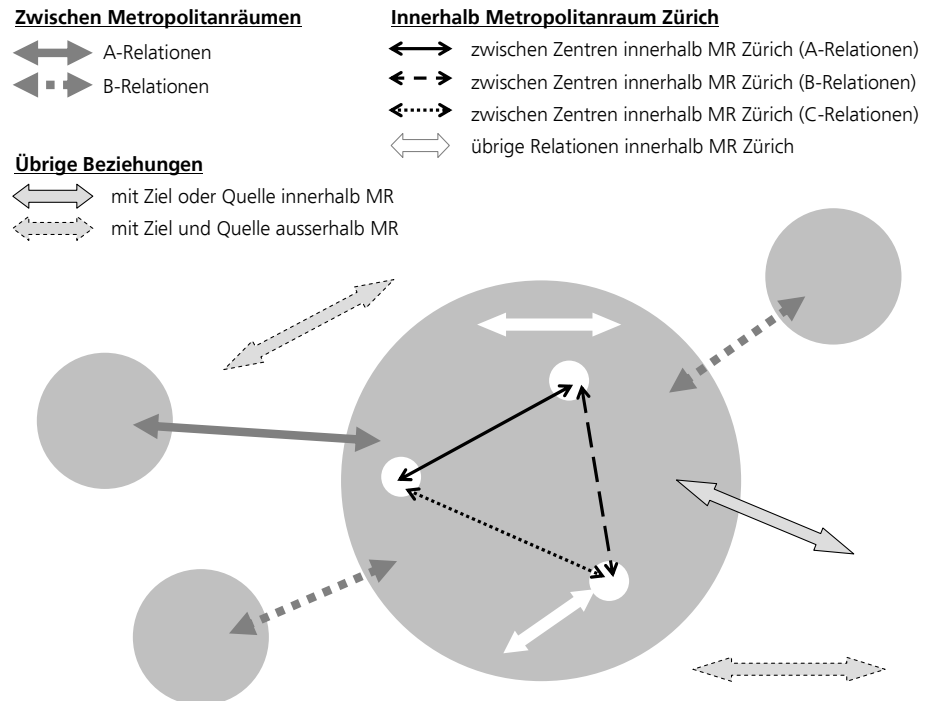 Zwischen Metropolitanräumen
A-Relationen
B-Relationen
Innerhalb Metropolitanraum Zürich
zwischen Zentren innerhalb MR Zürich (A-Relationen)
zwischen Zentren innerhalb MR Zürich (B-Relationen)
zwischen Zentren innerhalb MR Zürich (C-Relationen)
übrige Relationen innerhalb MR Zürich
Übrige Beziehungen
mit Ziel oder Quelle innerhalb MR
mit Ziel und Quelle ausserhalb MR